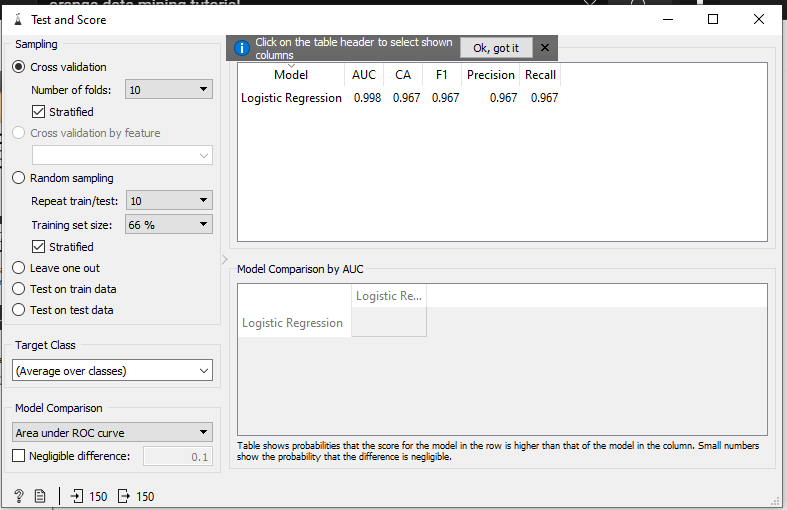 orange data mining tutorial
Test and Score
Sampling
Cross validation
Number of folds: 10
Stratified
Cross validation by feature
Random sampling
Repeat train/test: 10
Training set size: 66 %
Stratified
Leave one out
Test on train data
Test on test data
Target Class
(Average over classes)
Model Comparison
Area under ROC curve
Negligible difference: 0.1
150 150
Click on the table header to select shown
columns
Ok, got it
Model AUC CA F1 Precision Recall
Logistic Regression 0.998 0.967 0.967 0.967 0.967
Model Comparison by AUC
Logistic Re...
Logistic Regression
Table shows probabilities that the score for the model in the row is higher than that of the model in the column. Small numbers
show the probability that the difference is negligible.